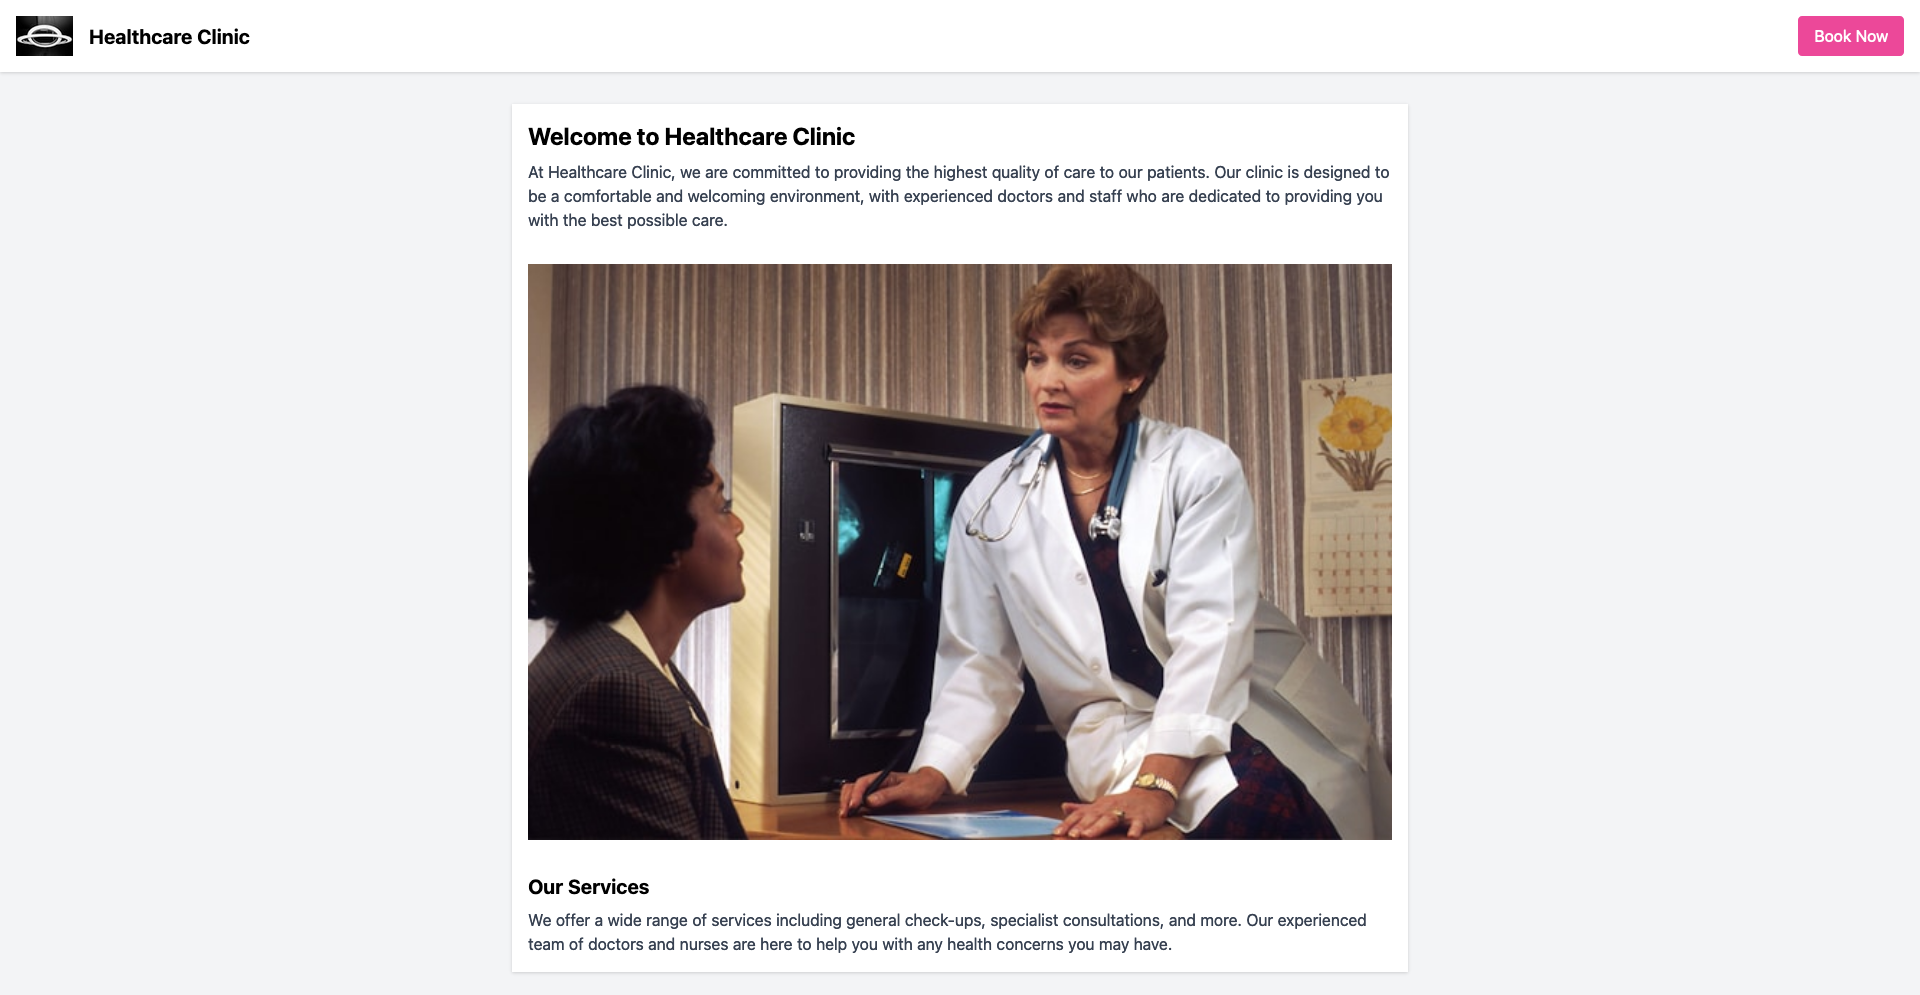 Healthcare Clinic
Book Now
Welcome to Healthcare Clinic
At Healthcare Clinic, we are committed to providing the highest quality of care to our patients. Our clinic is designed to
be a comfortable and welcoming environment, with experienced doctors and staff who are dedicated to providing you
with the best possible care.
Our Services
We offer a wide range of services including general check-ups, specialist consultations, and more. Our experienced
team of doctors and nurses are here to help you with any health concerns you may have.